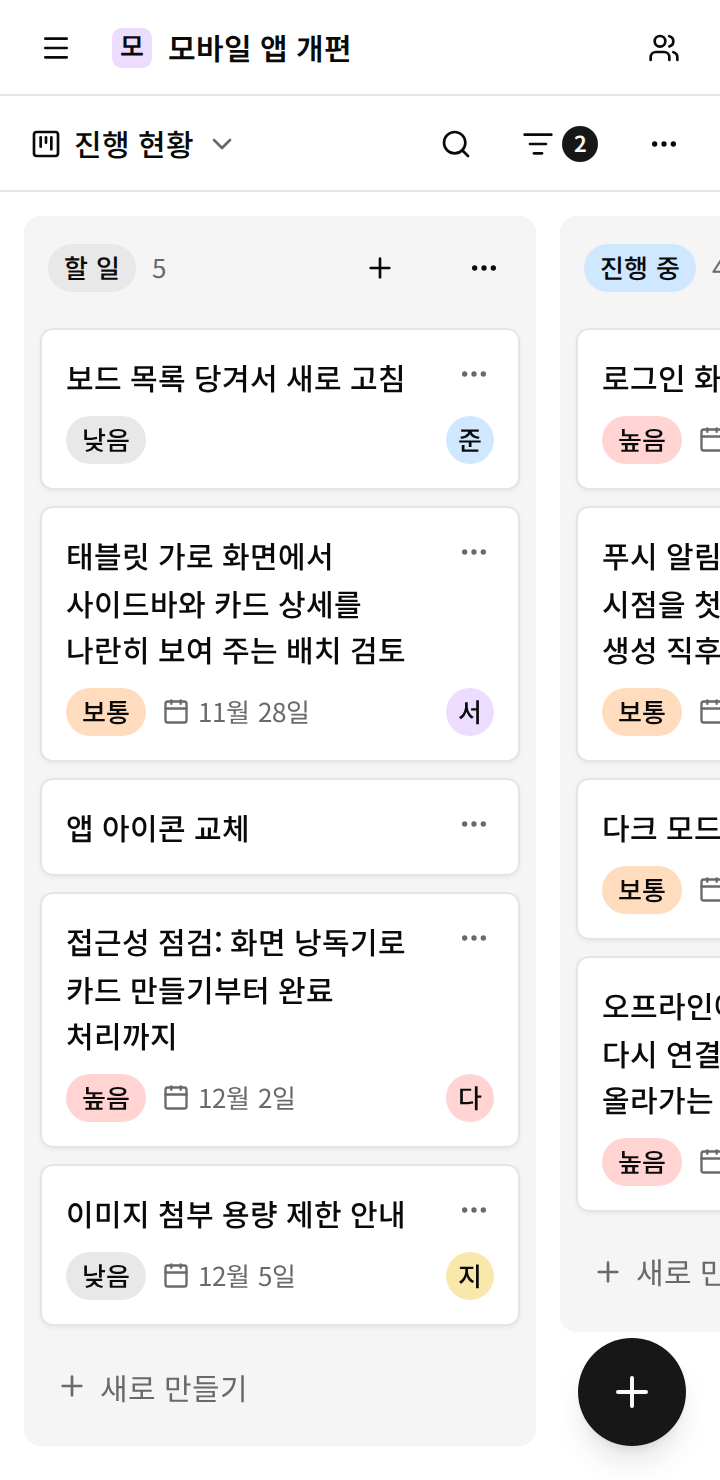 모 모바일 앱 개편
진행 현황
2
할 일 5
보드 목록 당겨서 새로 고침
낮음
준
태블릿 가로 화면에서
사이드바와 카드 상세를
나란히 보여 주는 배치 검토
보통 11월 28일
서
앱 아이콘 교체
접근성 점검: 화면 낭독기로
카드 만들기부터 완료
처리까지
높음 12월 2일
다
이미지 첨부 용량 제한 안내
낮음 12월 5일
지
새로 만들기
진행 중
로그인 화
높음
푸시 알림
시점을 첫
생성 직후
보통
다크 모드
보통
오프라인
다시 연결
올라가는
높음
새로